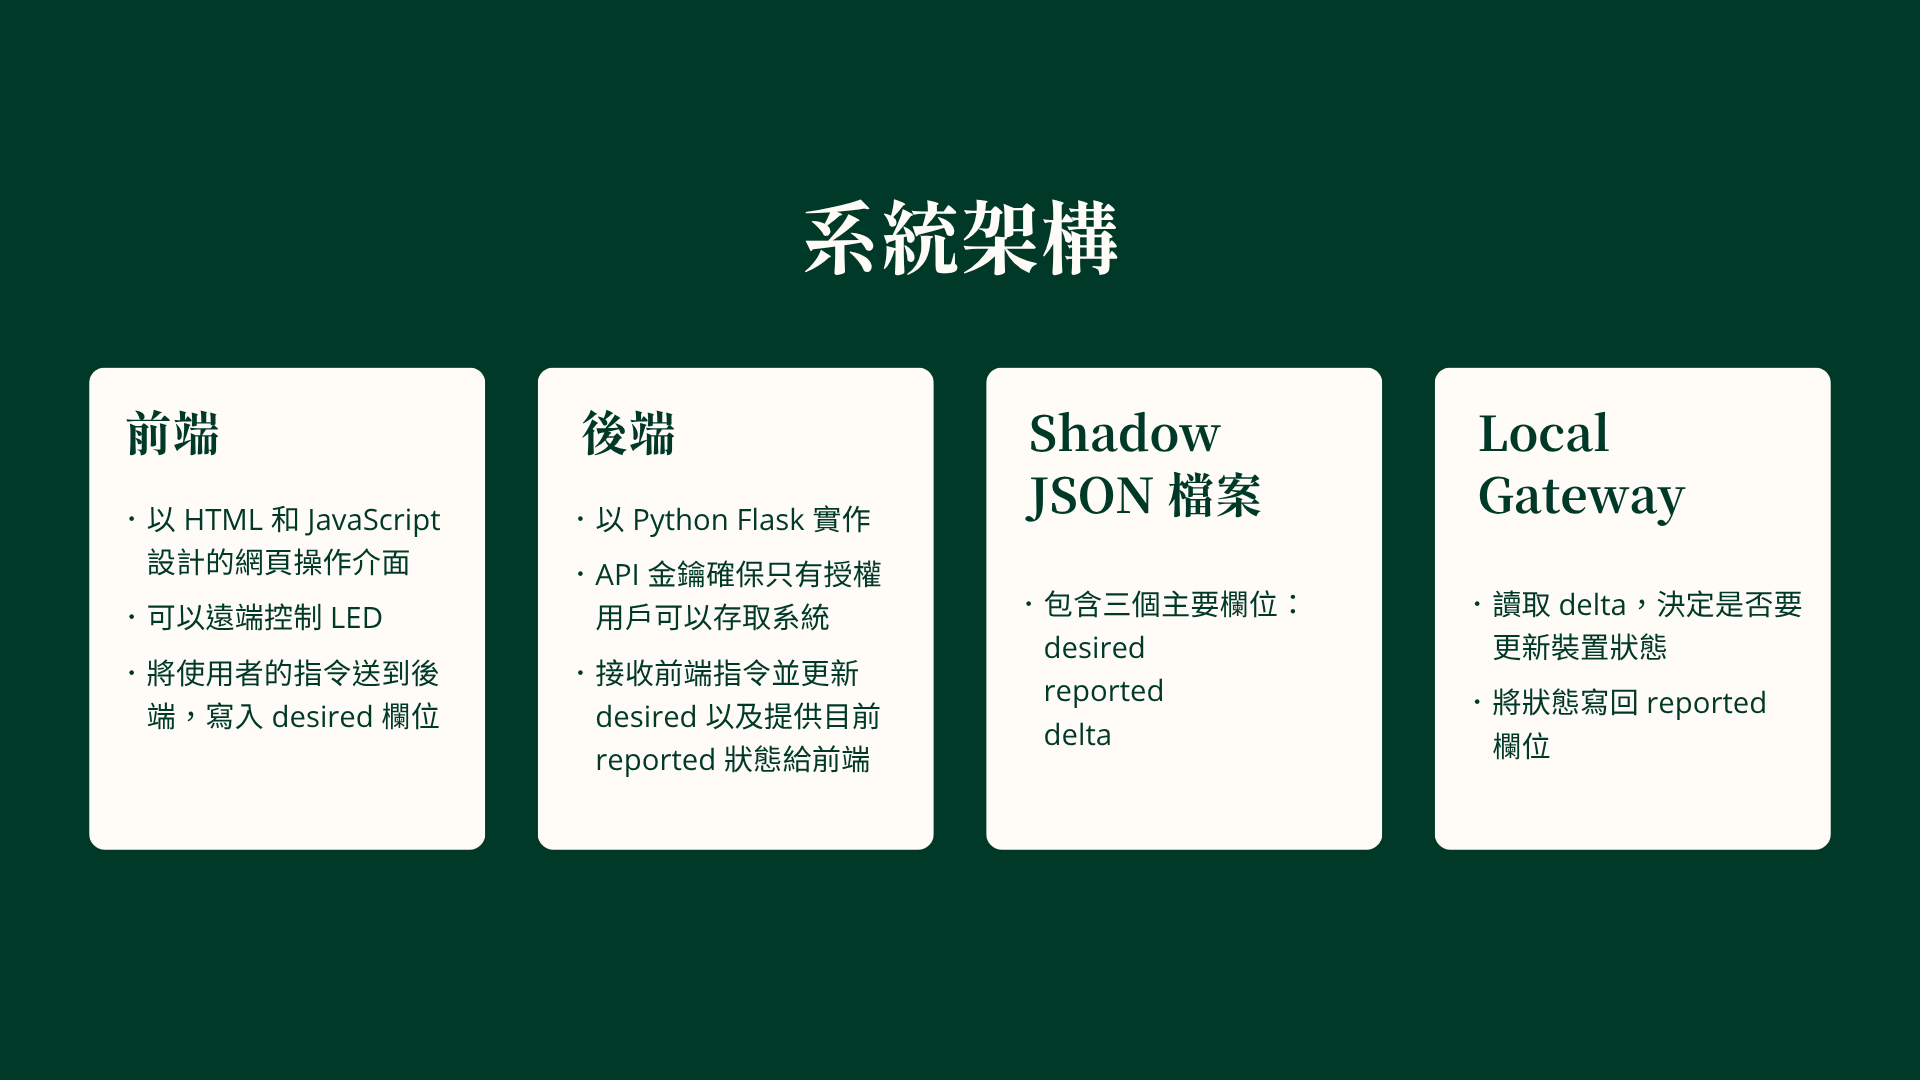 系統架構
前端
・以 HTML 和 JavaScript
設計的網頁操作介面
・可以遠端控制 LED
・將使用者的指令送到後
端，寫入 desired 欄位
後端
・以 Python Flask 實作
・API 金鑰確保只有授權
用戶可以存取系統
・接收前端指令並更新
desired 以及提供目前
reported 狀態給前端
Shadow
JSON 檔案
・包含三個主要欄位：
desired
reported
delta
Local
Gateway
・讀取 delta，決定是否要
更新裝置狀態
・將狀態寫回 reported
欄位